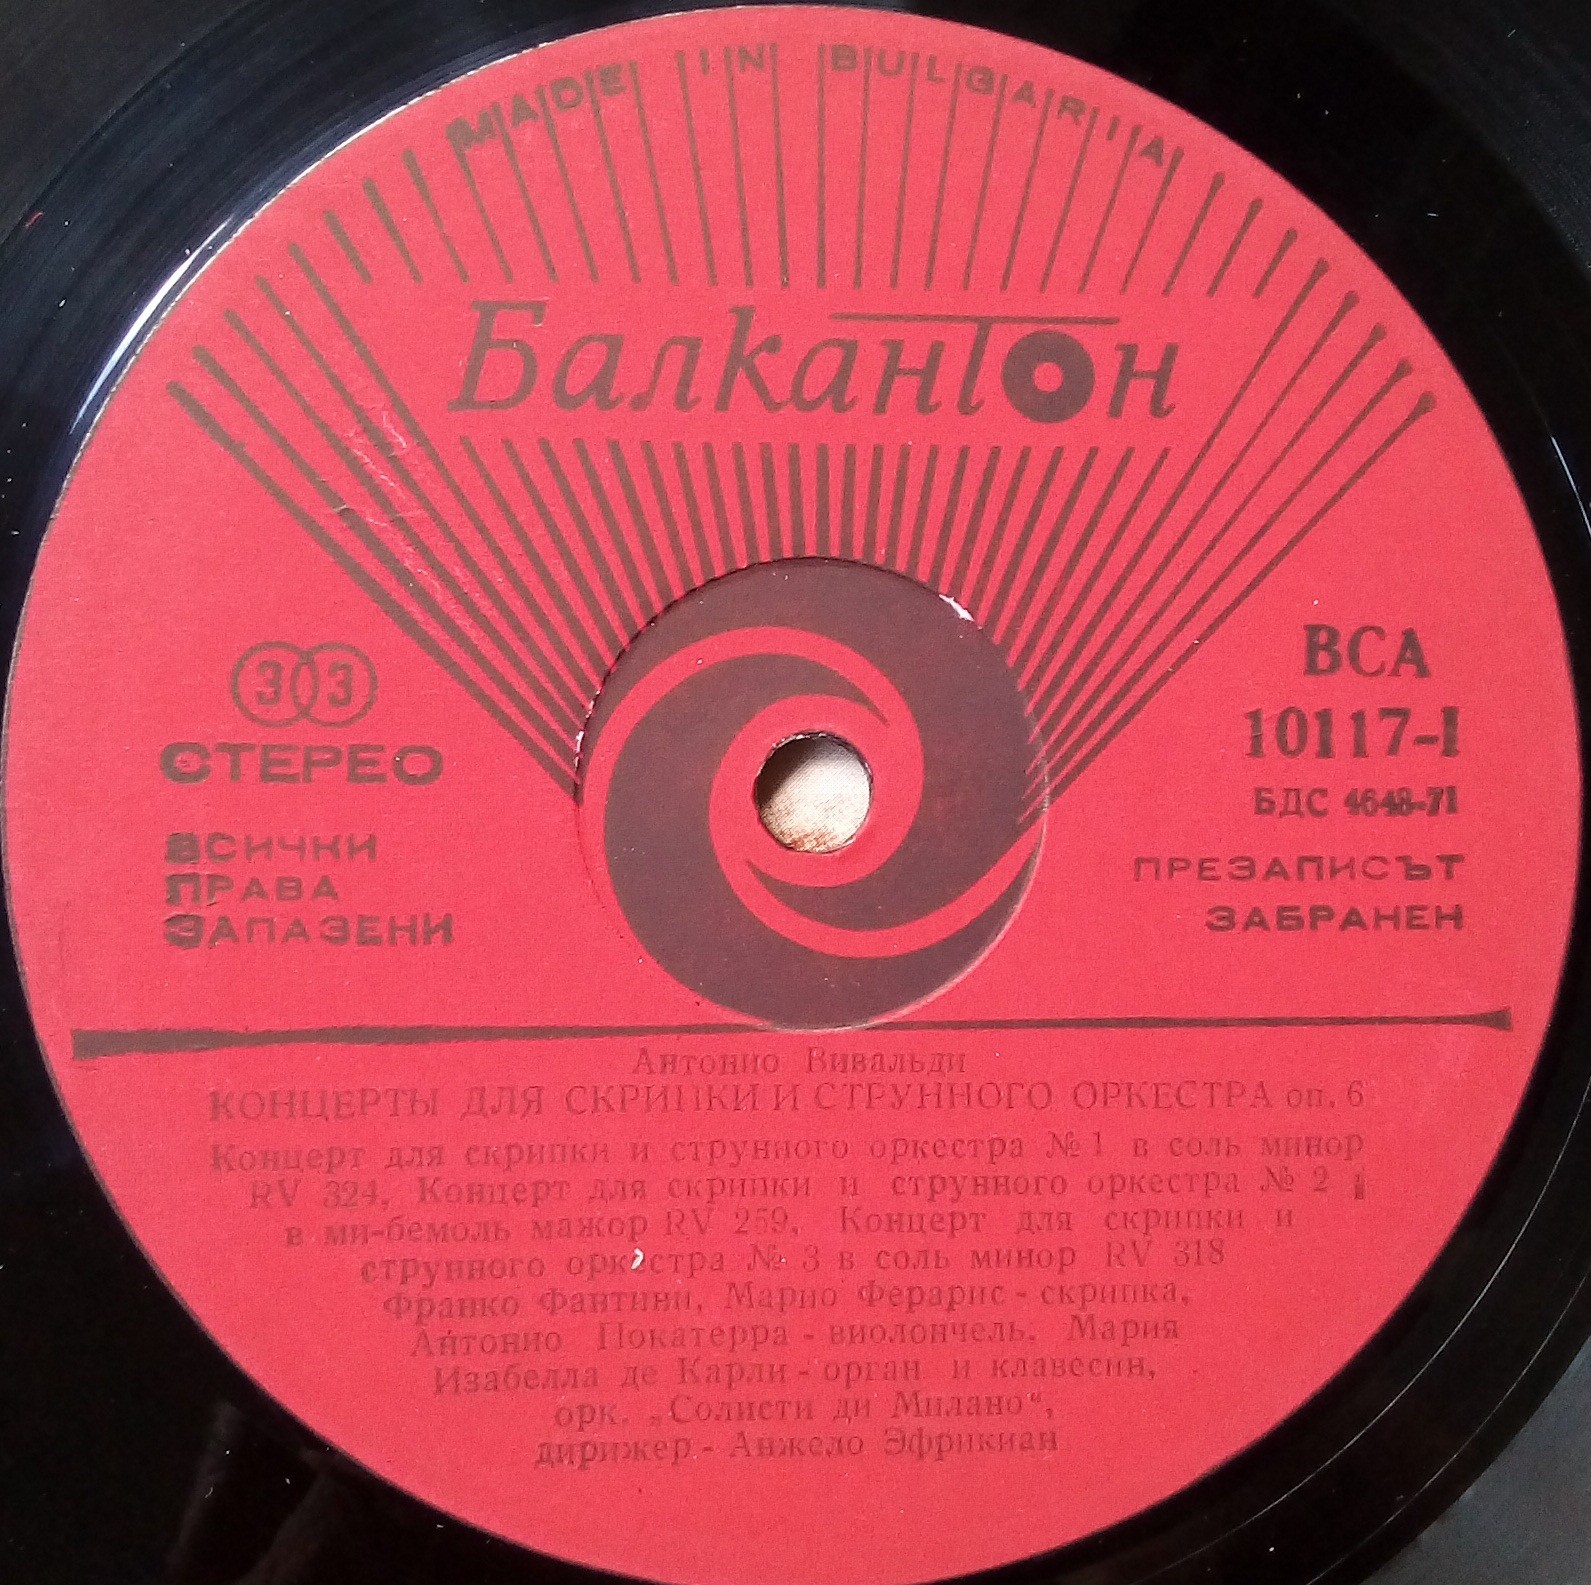 MADE IN BULGARIA
Балкантон
33
СТЕРЕО
ВСИЧКИ
ПРАВА
ЗАПАЗЕНИ
ВСА
10117-I
БДС 4648-71
ПРЕЗАПИСЪТ
ЗАБРАНЕН
Антонио Вивальди
КОНЦЕРТЫ ДЛЯ СКРИПКИ И СТРУННОГО ОРКЕСТРА оп. 6
Концерт для скрипки и струнного оркестра № 1 в соль минор
RV 324, Концерт для скрипки и струнного оркестра № 2
в ми-бемоль мажор RV 259, Концерт для скрипки и
струнного оркестра № 3 в соль минор RV 318
Франко Фантини, Марио Ферарис - скрипка,
Антонио Покатерра - виолончель. Мария
Изабелла де Карли - орган и клавесин,
орк. „Солисти ди Милано“,
дирижер - Анжело Эфрикиан